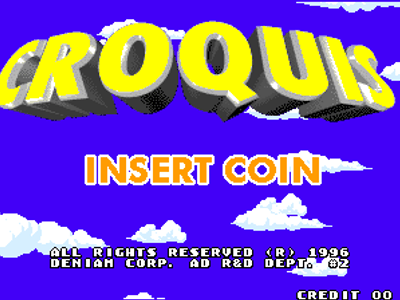 CROQUIS
INSERT COIN
ALL RIGHTS RESERVED (R) 1996
DENIAM CORP. AD R&D DEPT. #2
CREDIT 00